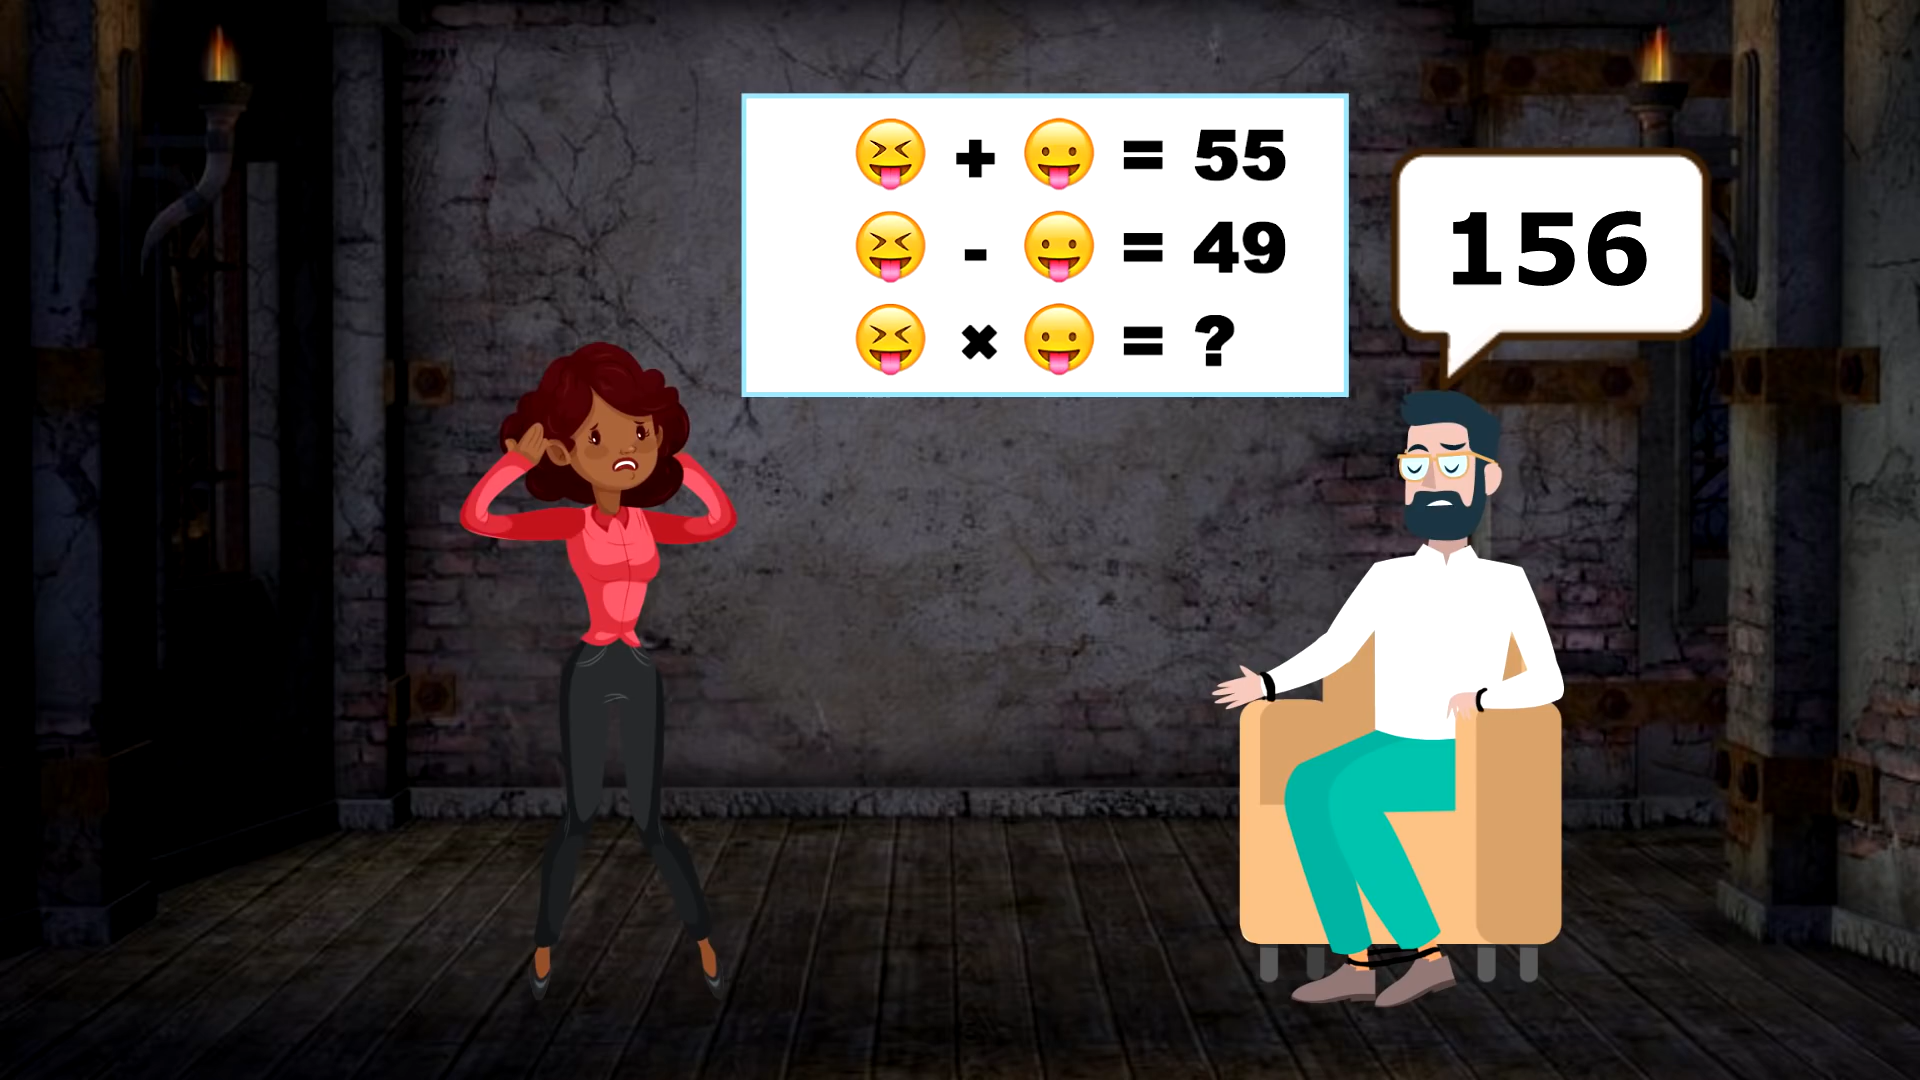 😝 + 😛 = 55
😝 - 😛 = 49
😝 × 😛 = ?
156